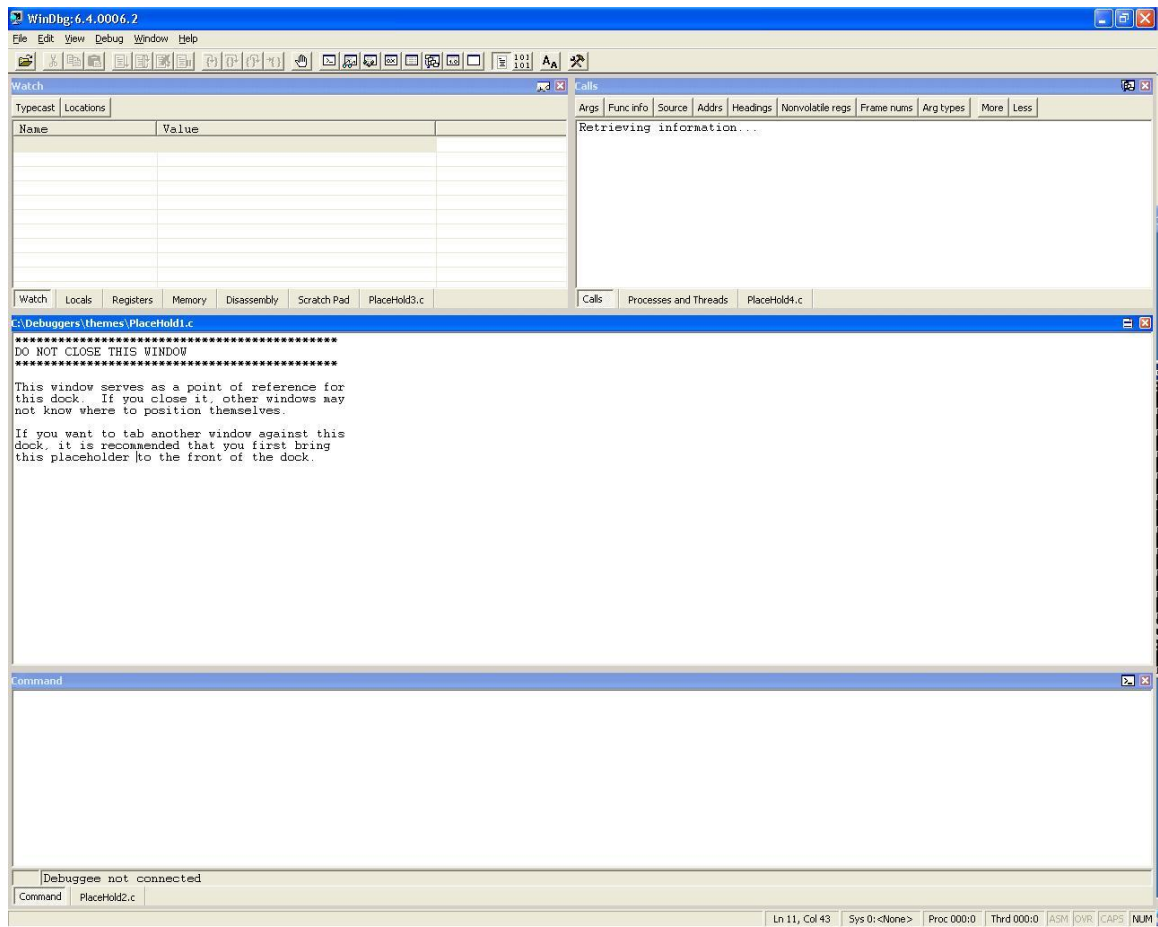 WinDbg:6.4.0006.2
File Edit View Debug Window Help
Watch
Typecast Locations
Name Value
Watch Locals Registers Memory Disassembly Scratch Pad PlaceHold3.c
Calls
Args Func info Source Addrs Headings Nonvolatile regs Frame nums Arg types More Less
Retrieving information...
Calls Processes and Threads PlaceHold4.c
C:\Debuggers\themes\PlaceHold1.c
*********************************************
DO NOT CLOSE THIS WINDOW
*********************************************
This window serves as a point of reference for
this dock.  If you close it, other windows may
not know where to position themselves.
If you want to tab another window against this
dock, it is recommended that you first bring
this placeholder to the front of the dock.
Command
Debuggee not connected
Command PlaceHold2.c
Ln 11, Col 43 Sys 0:<None> Proc 000:0 Thrd 000:0 ASM OVR CAPS NUM